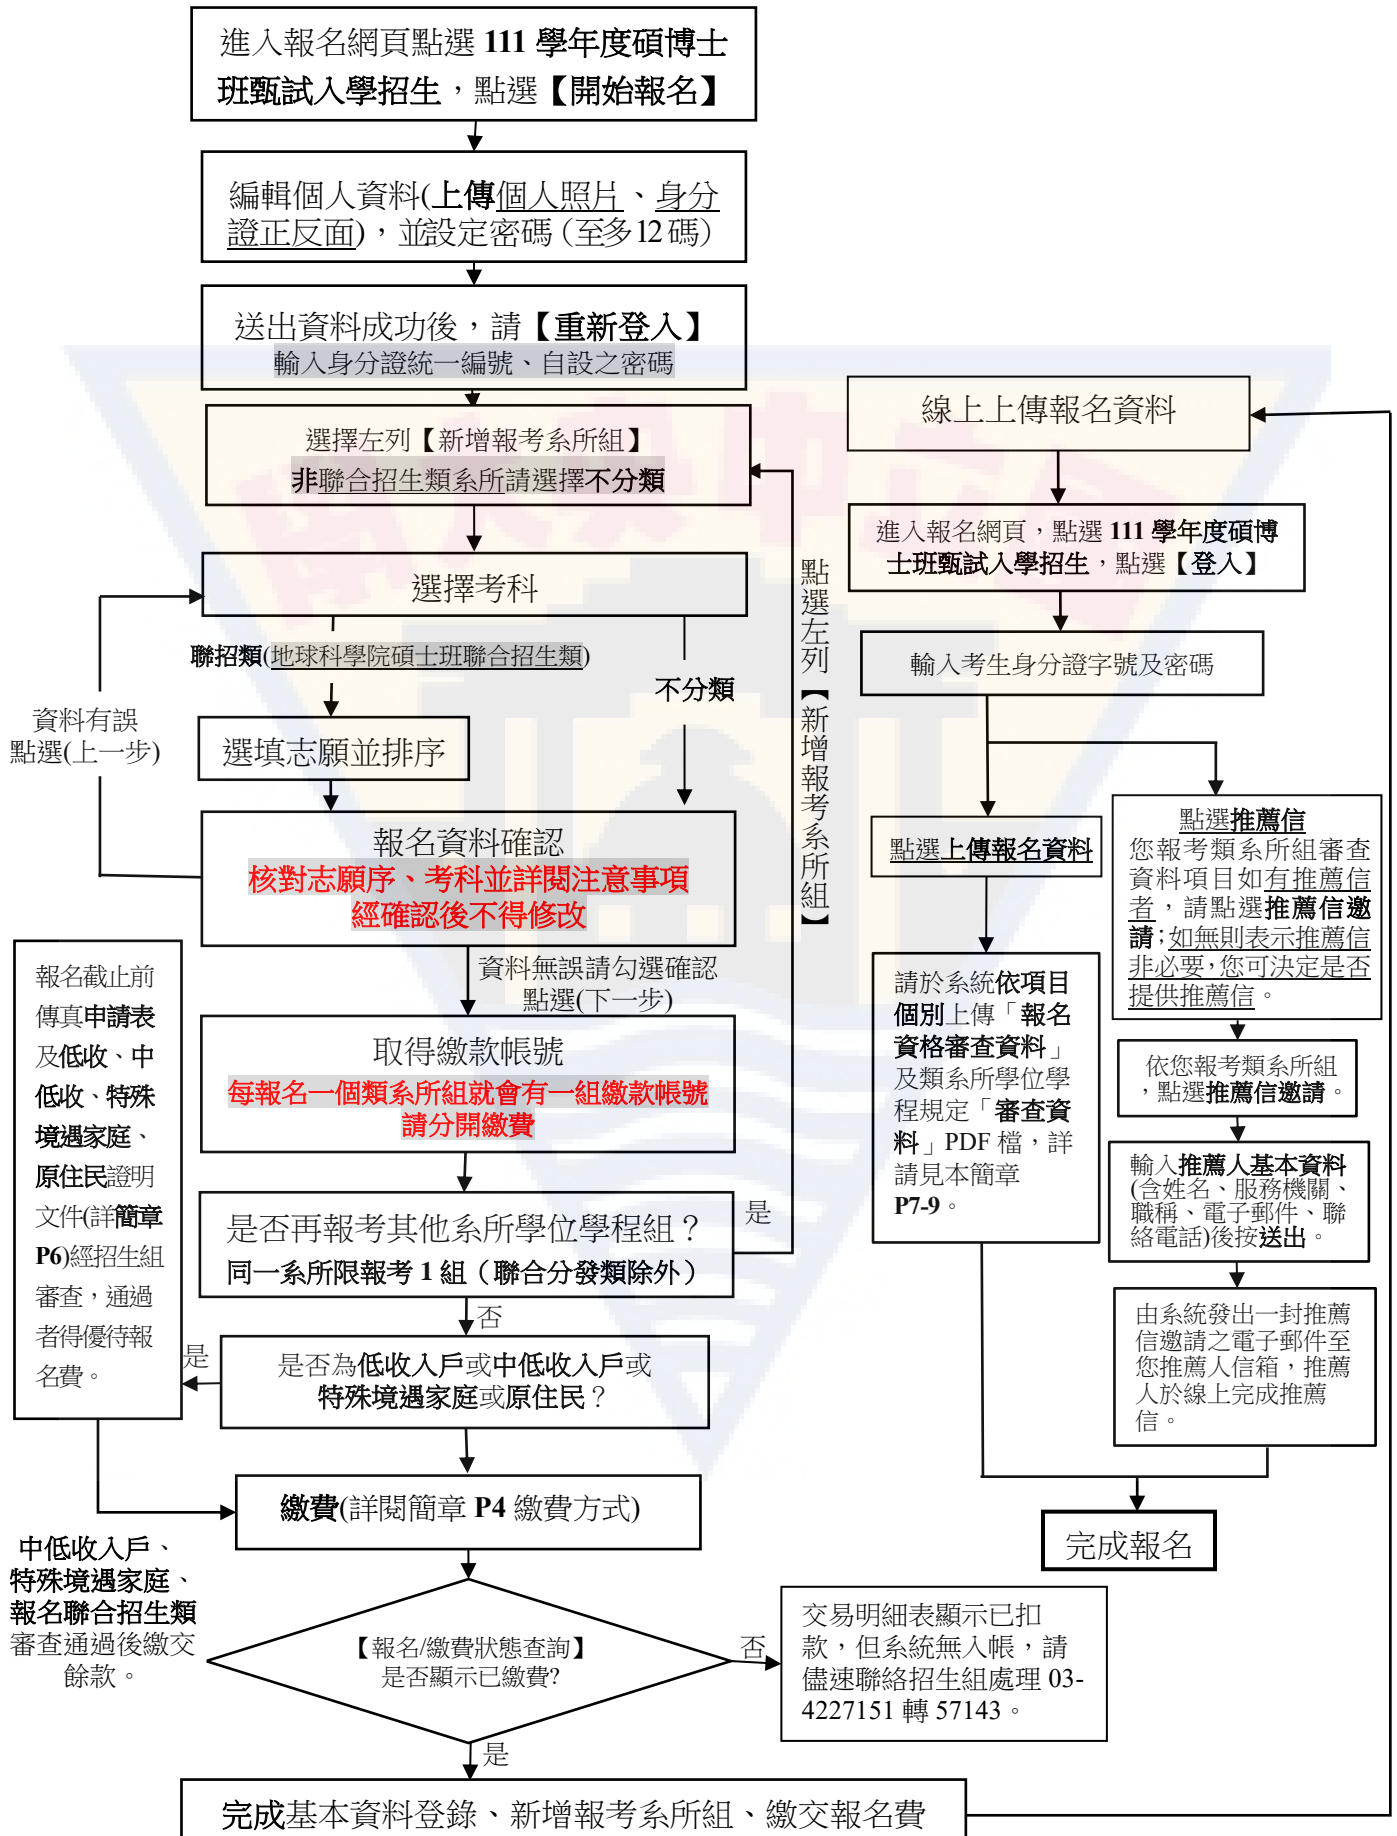 進入報名網頁點選 111 學年度碩博士
班甄試入學招生，點選【開始報名】
編輯個人資料(上傳個人照片、身分
證正反面)，並設定密碼（至多12碼）
送出資料成功後，請【重新登入】
輸入身分證統一編號、自設之密碼
選擇左列【新增報考系所組】
非聯合招生類系所請選擇不分類
選擇考科
聯招類(地球科學院碩士班聯合招生類)
不分類
資料有誤
點選(上一步)
選填志願並排序
報名資料確認
核對志願序、考科並詳閱注意事項
經確認後不得修改
資料無誤請勾選確認
點選(下一步)
取得繳款帳號
每報名一個類系所組就會有一組繳款帳號
請分開繳費
是否再報考其他系所學位學程組？
同一系所限報考 1 組（聯合分發類除外）
是
點選左列【新增報考系所組】
否
是否為低收入戶或中低收入戶或
特殊境遇家庭或原住民？
是
報名截止前
傳真申請表
及低收、中
低收、特殊
境遇家庭、
原住民證明
文件(詳簡章
P6)經招生組
審查，通過
者得優待報
名費。
繳費(詳閱簡章 P4 繳費方式)
中低收入戶、
特殊境遇家庭、
報名聯合招生類
審查通過後繳交
餘款。
【報名/繳費狀態查詢】
是否顯示已繳費?
否
交易明細表顯示已扣
款，但系統無入帳，請
儘速聯絡招生組處理 03-
4227151 轉 57143。
是
完成基本資料登錄、新增報考系所組、繳交報名費
線上上傳報名資料
進入報名網頁，點選 111 學年度碩博
士班甄試入學招生，點選【登入】
輸入考生身分證字號及密碼
點選上傳報名資料
請於系統依項目
個別上傳「報名
資格審查資料」
及類系所學位學
程規定「審查資
料」PDF 檔，詳
請見本簡章
P7-9。
點選推薦信
您報考類系所組審查
資料項目如有推薦信
者，請點選推薦信邀
請;如無則表示推薦信
非必要,您可決定是否
提供推薦信。
依您報考類系所組
，點選推薦信邀請。
輸入推薦人基本資料
(含姓名、服務機關、
職稱、電子郵件、聯
絡電話)後按送出。
由系統發出一封推薦
信邀請之電子郵件至
您推薦人信箱，推薦
人於線上完成推薦
信。
完成報名